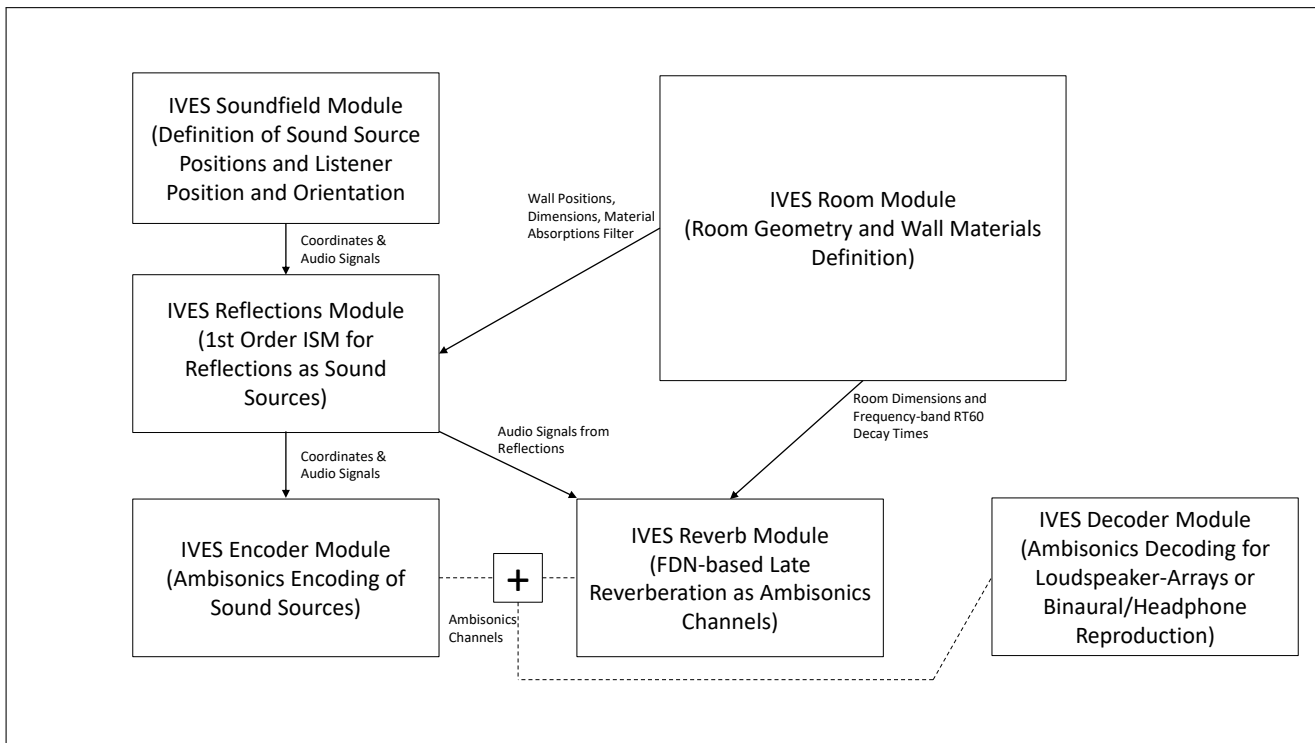 IVES Soundfield Module
(Definition of Sound Source
Positions and Listener
Position and Orientation
IVES Room Module
(Room Geometry and Wall Materials
Definition)
Wall Positions,
Dimensions, Material
Absorptions Filter
Coordinates &
Audio Signals
IVES Reflections Module
(1st Order ISM for
Reflections as Sound
Sources)
Room Dimensions and
Frequency-band RT60
Decay Times
Audio Signals from
Reflections
Coordinates &
Audio Signals
IVES Encoder Module
(Ambisonics Encoding of
Sound Sources)
+
Ambisonics
Channels
IVES Reverb Module
(FDN-based Late
Reverberation as Ambisonics
Channels)
IVES Decoder Module
(Ambisonics Decoding for
Loudspeaker-Arrays or
Binaural/Headphone
Reproduction)